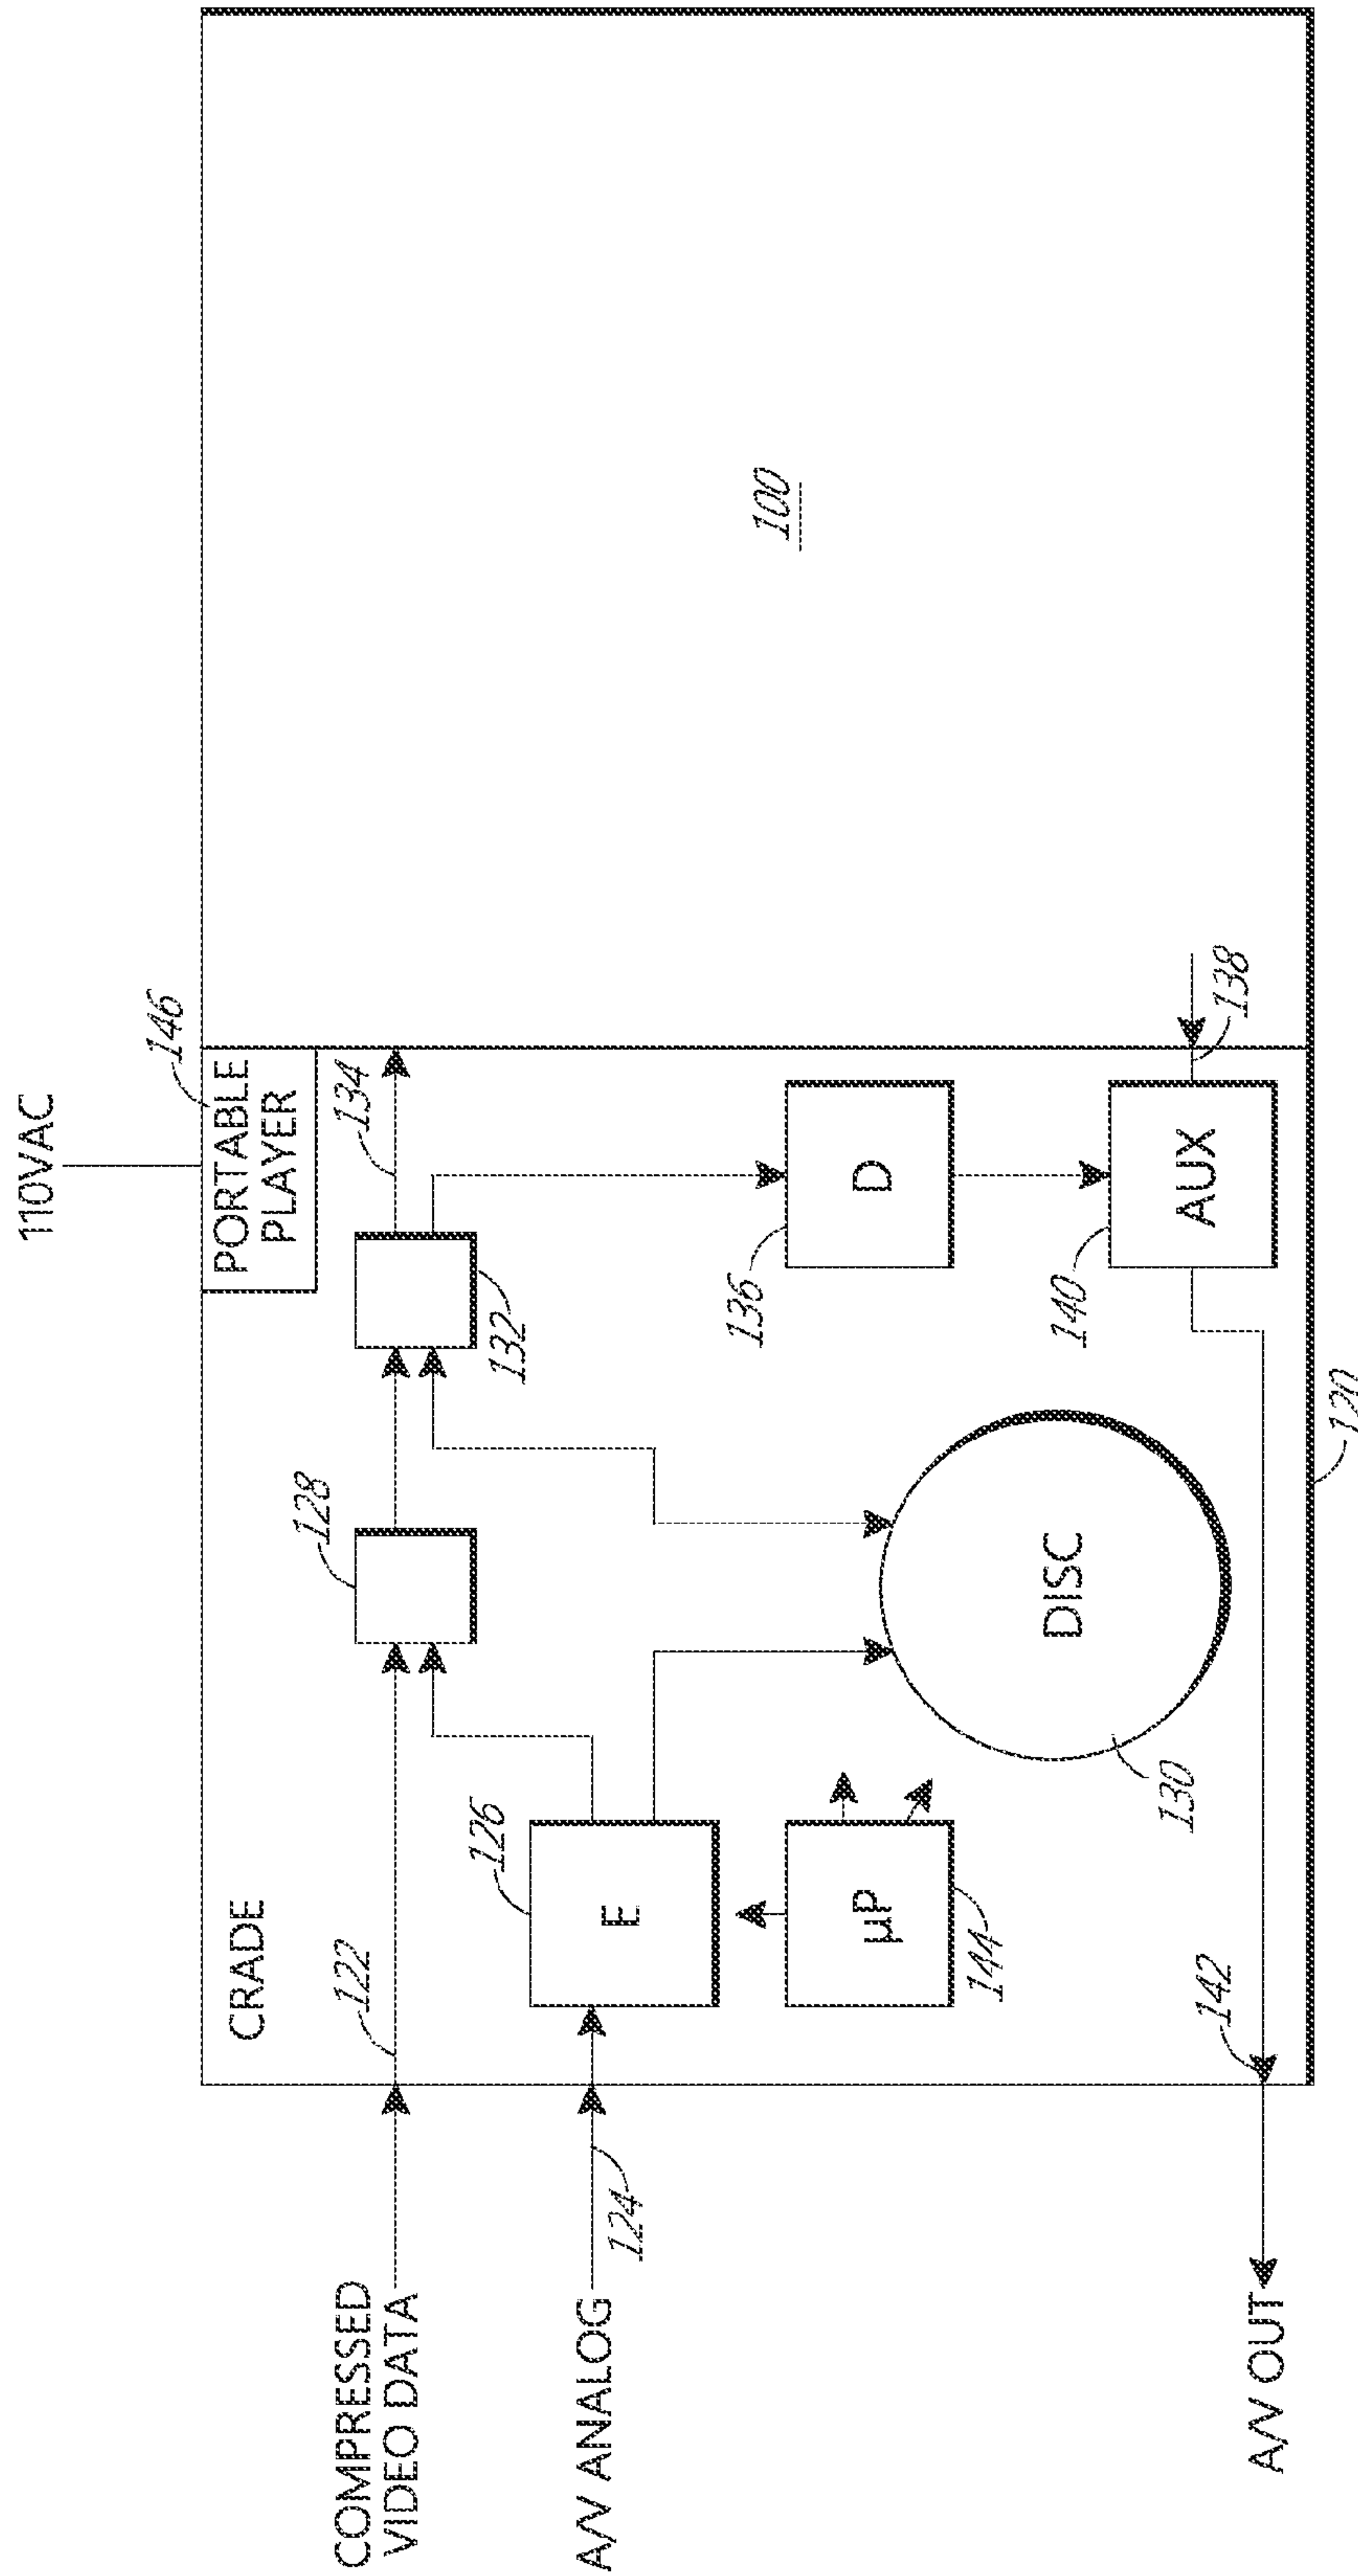 110VAC
146
CRADE
PORTABLE
PLAYER
COMPRESSED
VIDEO DATA
122
128
134
132
A/V ANALOG
124
126
E
100
µP
144
D
136
DISC
130
AUX
140
138
A/V OUT
142
120